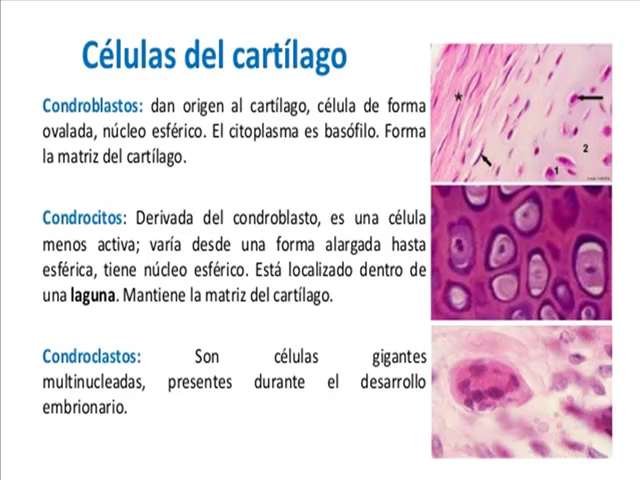 Células del cartílago
Condroblastos: dan origen al cartílago, célula de forma
ovalada, núcleo esférico. El citoplasma es basófilo. Forma
la matriz del cartílago.
Condrocitos: Derivada del condroblasto, es una célula
menos activa; varía desde una forma alargada hasta
esférica, tiene núcleo esférico. Está localizado dentro de
una laguna. Mantiene la matriz del cartílago.
Condroclastos: Son células gigantes
multinucleadas, presentes durante el desarrollo
embrionario.
*
2
1